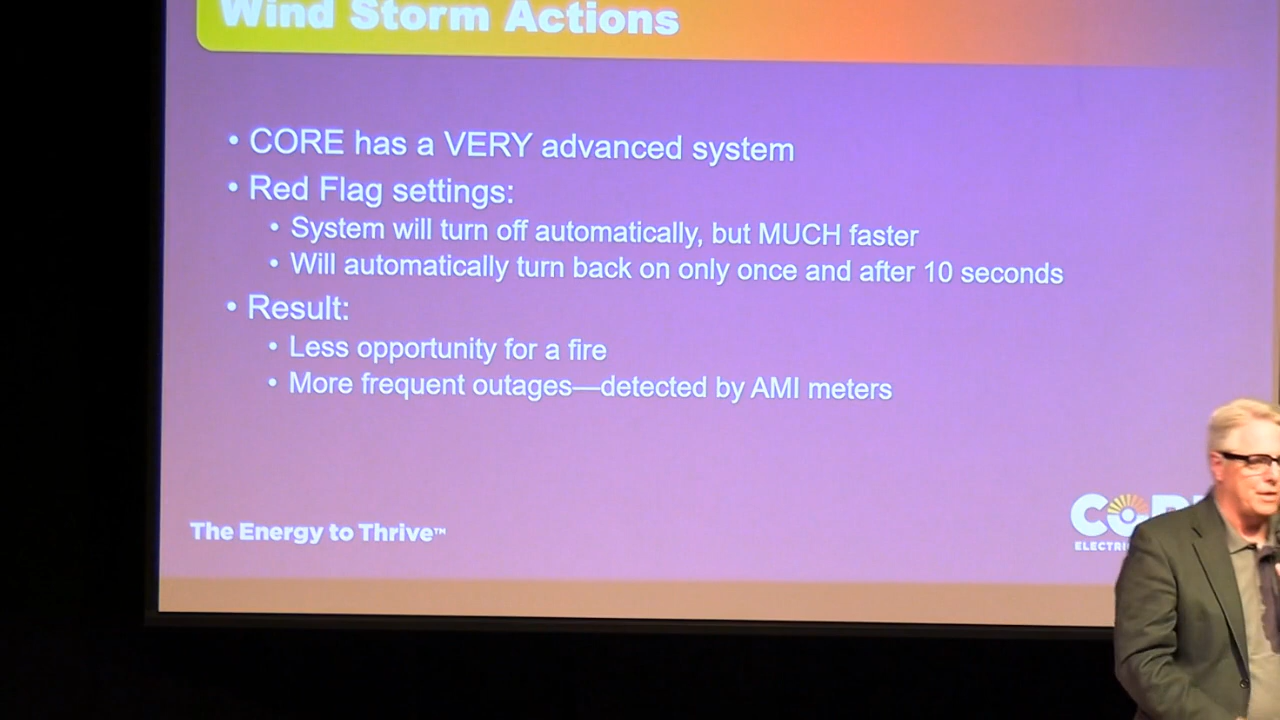 Wind Storm Actions
• CORE has a VERY advanced system
• Red Flag settings:
• System will turn off automatically, but MUCH faster
• Will automatically turn back on only once and after 10 seconds
• Result:
• Less opportunity for a fire
• More frequent outages—detected by AMI meters
The Energy to Thrive™